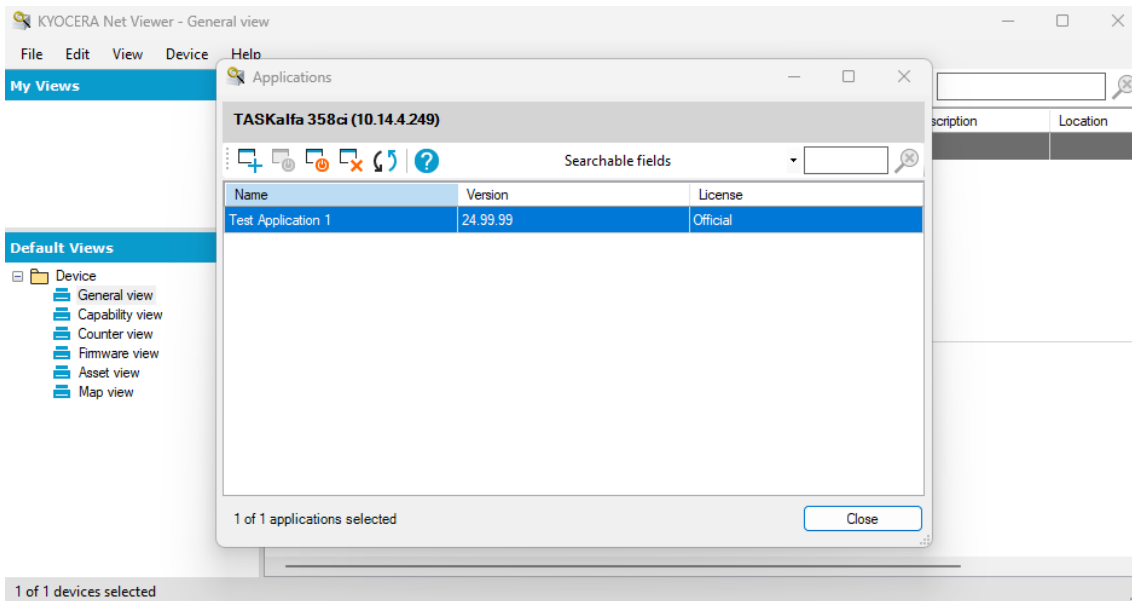 KYOCERA Net Viewer - General view
File Edit View Device Help
My Views
Applications
TASKalfa 358ci (10.14.4.249)
Searchable fields
Name Version License
Test Application 1 24.99.99 Official
1 of 1 applications selected
Close
scription Location
Default Views
Device
General view
Capability view
Counter view
Firmware view
Asset view
Map view
1 of 1 devices selected